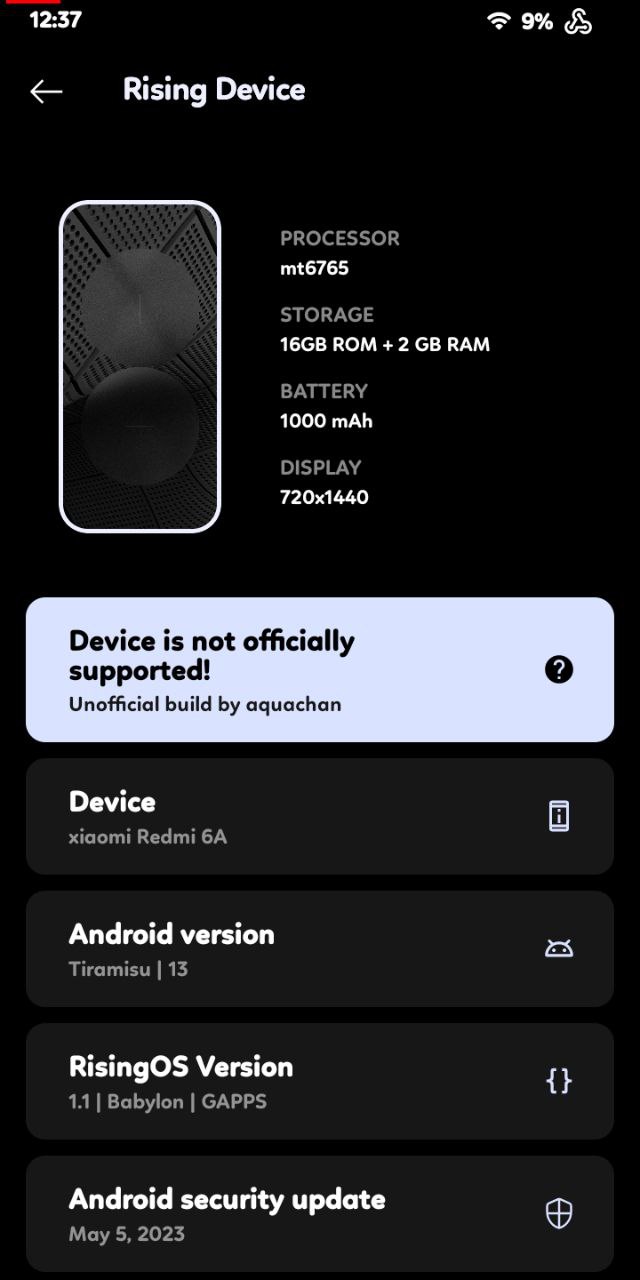 12:37 9%
Rising Device
PROCESSOR
mt6765
STORAGE
16GB ROM + 2 GB RAM
BATTERY
1000 mAh
DISPLAY
720x1440
Device is not officially
supported!
Unofficial build by aquachan
Device
xiaomi Redmi 6A
Android version
Tiramisu | 13
RisingOS Version
1.1 | Babylon | GAPPS
Android security update
May 5, 2023